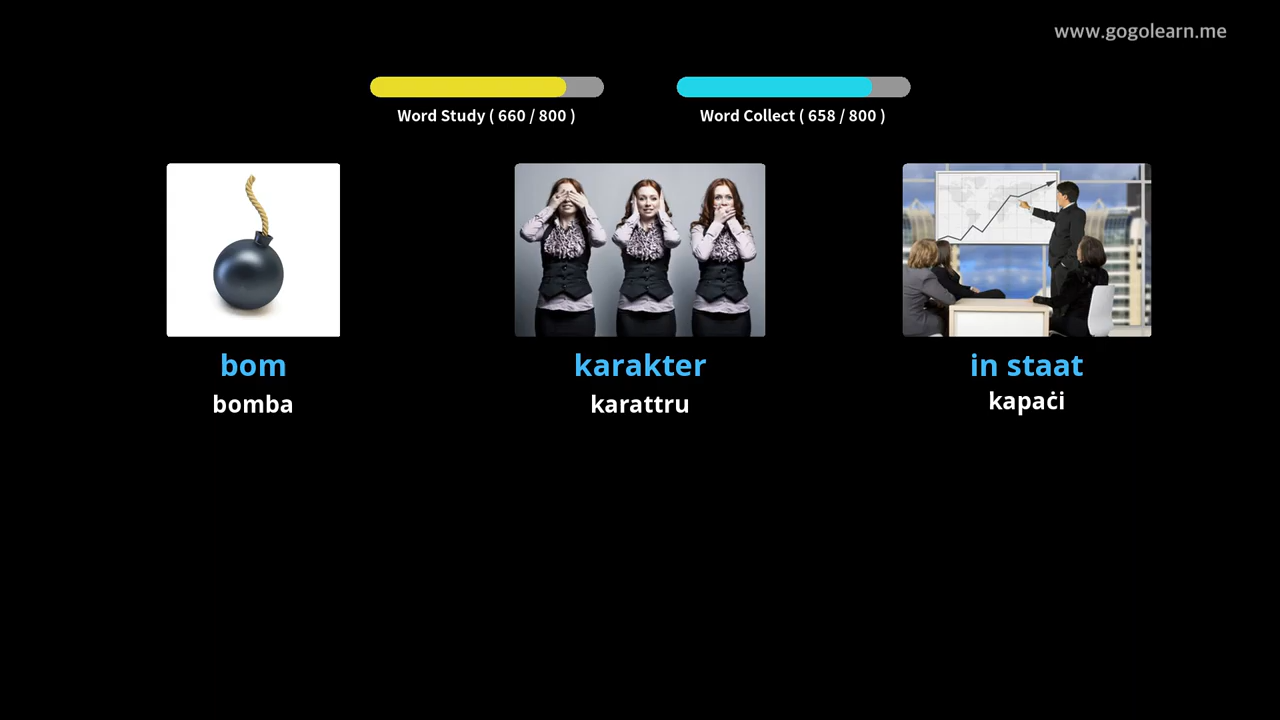 www.gogolearn.me
Word Study ( 660 / 800 )
Word Collect ( 658 / 800 )
bom
bomba
karakter
karattru
in staat
kapaċi